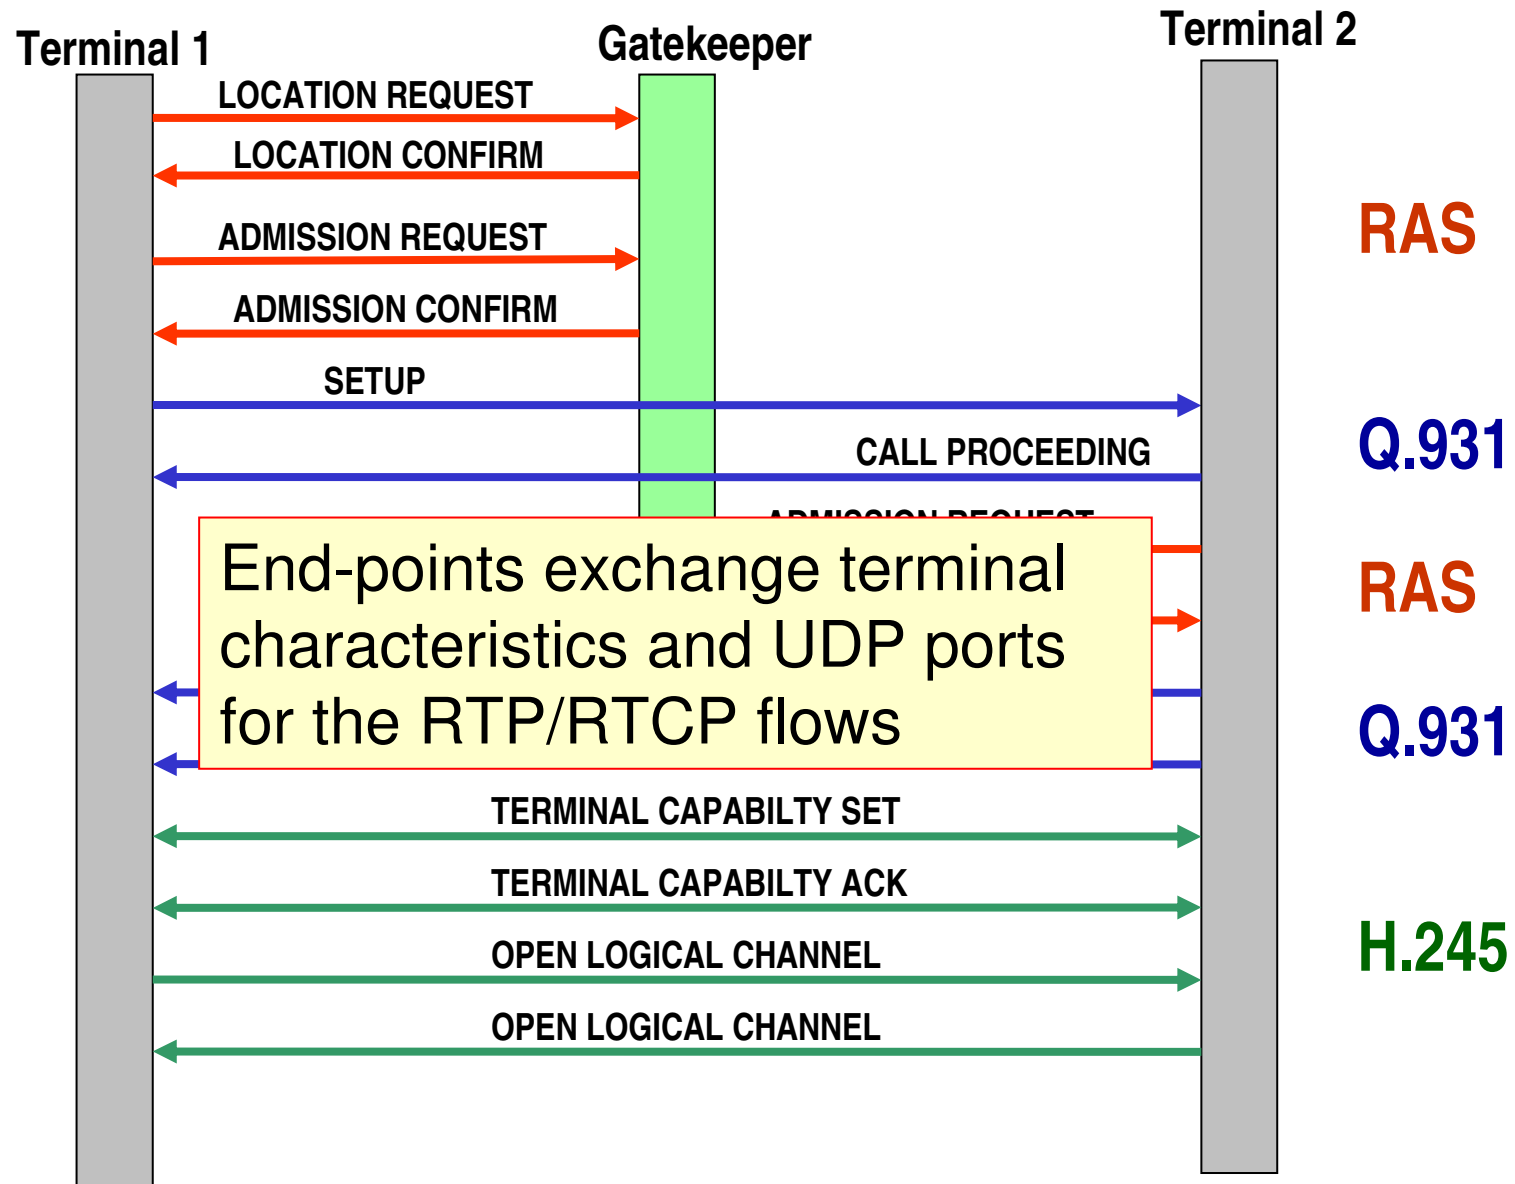 Terminal 1
Gatekeeper
Terminal 2
LOCATION REQUEST
LOCATION CONFIRM
RAS
ADMISSION REQUEST
ADMISSION CONFIRM
SETUP
Q.931
CALL PROCEEDING
ADMISSION REQUEST
End-points exchange terminal
characteristics and UDP ports
for the RTP/RTCP flows
RAS
Q.931
TERMINAL CAPABILTY SET
TERMINAL CAPABILTY ACK
H.245
OPEN LOGICAL CHANNEL
OPEN LOGICAL CHANNEL